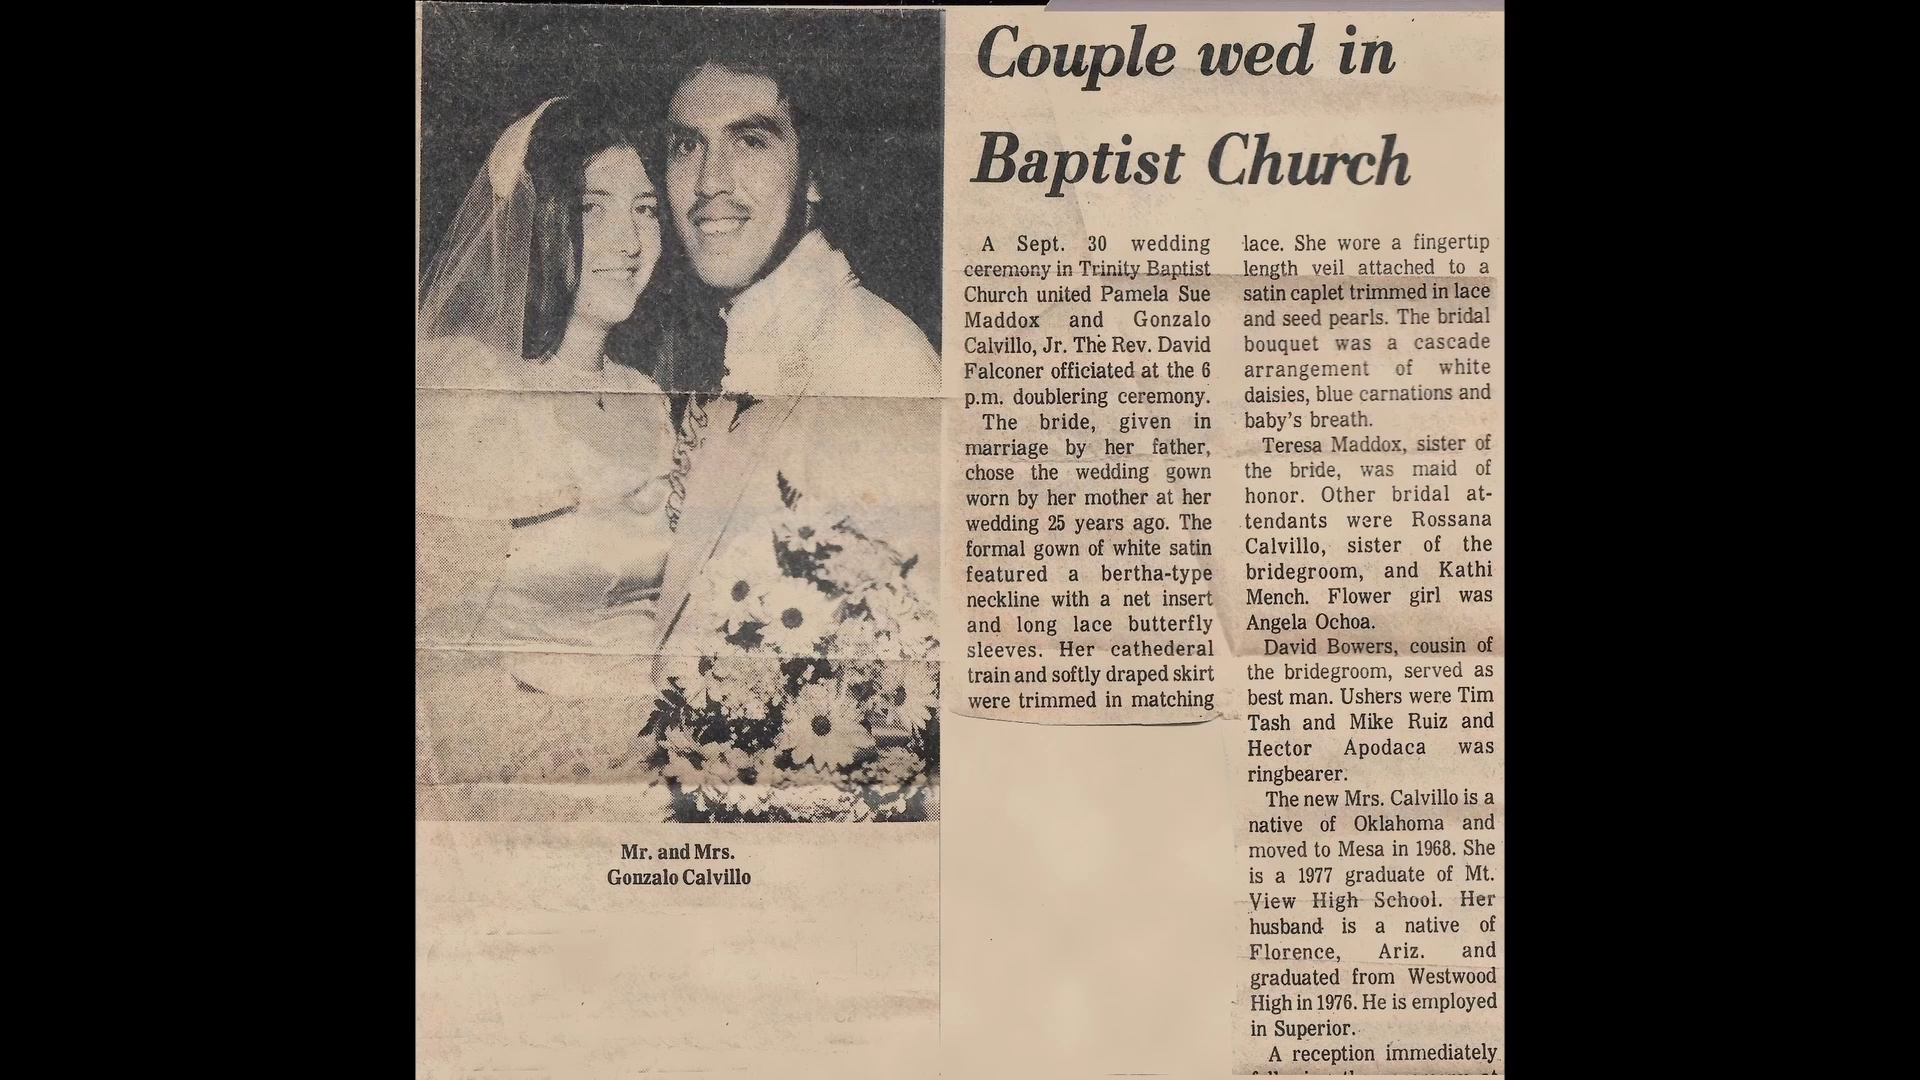 Couple wed in
Baptist Church
A Sept. 30 wedding
ceremony in Trinity Baptist
Church united Pamela Sue
Maddox and Gonzalo
Calvillo, Jr. The Rev. David
Falconer officiated at the 6
p.m. doublering ceremony.
The bride, given in
marriage by her father,
chose the wedding gown
worn by her mother at her
wedding 25 years ago. The
formal gown of white satin
featured a bertha-type
neckline with a net insert
and long lace butterfly
sleeves. Her cathederal
train and softly draped skirt
were trimmed in matching
lace. She wore a fingertip
length veil attached to a
satin caplet trimmed in lace
and seed pearls. The bridal
bouquet was a cascade
arrangement of white
daisies, blue carnations and
baby's breath.
Teresa Maddox, sister of
the bride, was maid of
honor. Other bridal at-
tendants were Rossana
Calvillo, sister of the
bridegroom, and Kathi
Mench. Flower girl was
Angela Ochoa.
David Bowers, cousin of
the bridegroom, served as
best man. Ushers were Tim
Tash and Mike Ruiz and
Hector Apodaca was
ringbearer.
The new Mrs. Calvillo is a
native of Oklahoma and
moved to Mesa in 1968. She
is a 1977 graduate of Mt.
View High School. Her
husband is a native of
Florence, Ariz. and
graduated from Westwood
High in 1976. He is employed
in Superior.
A reception immediately
Mr. and Mrs.
Gonzalo Calvillo